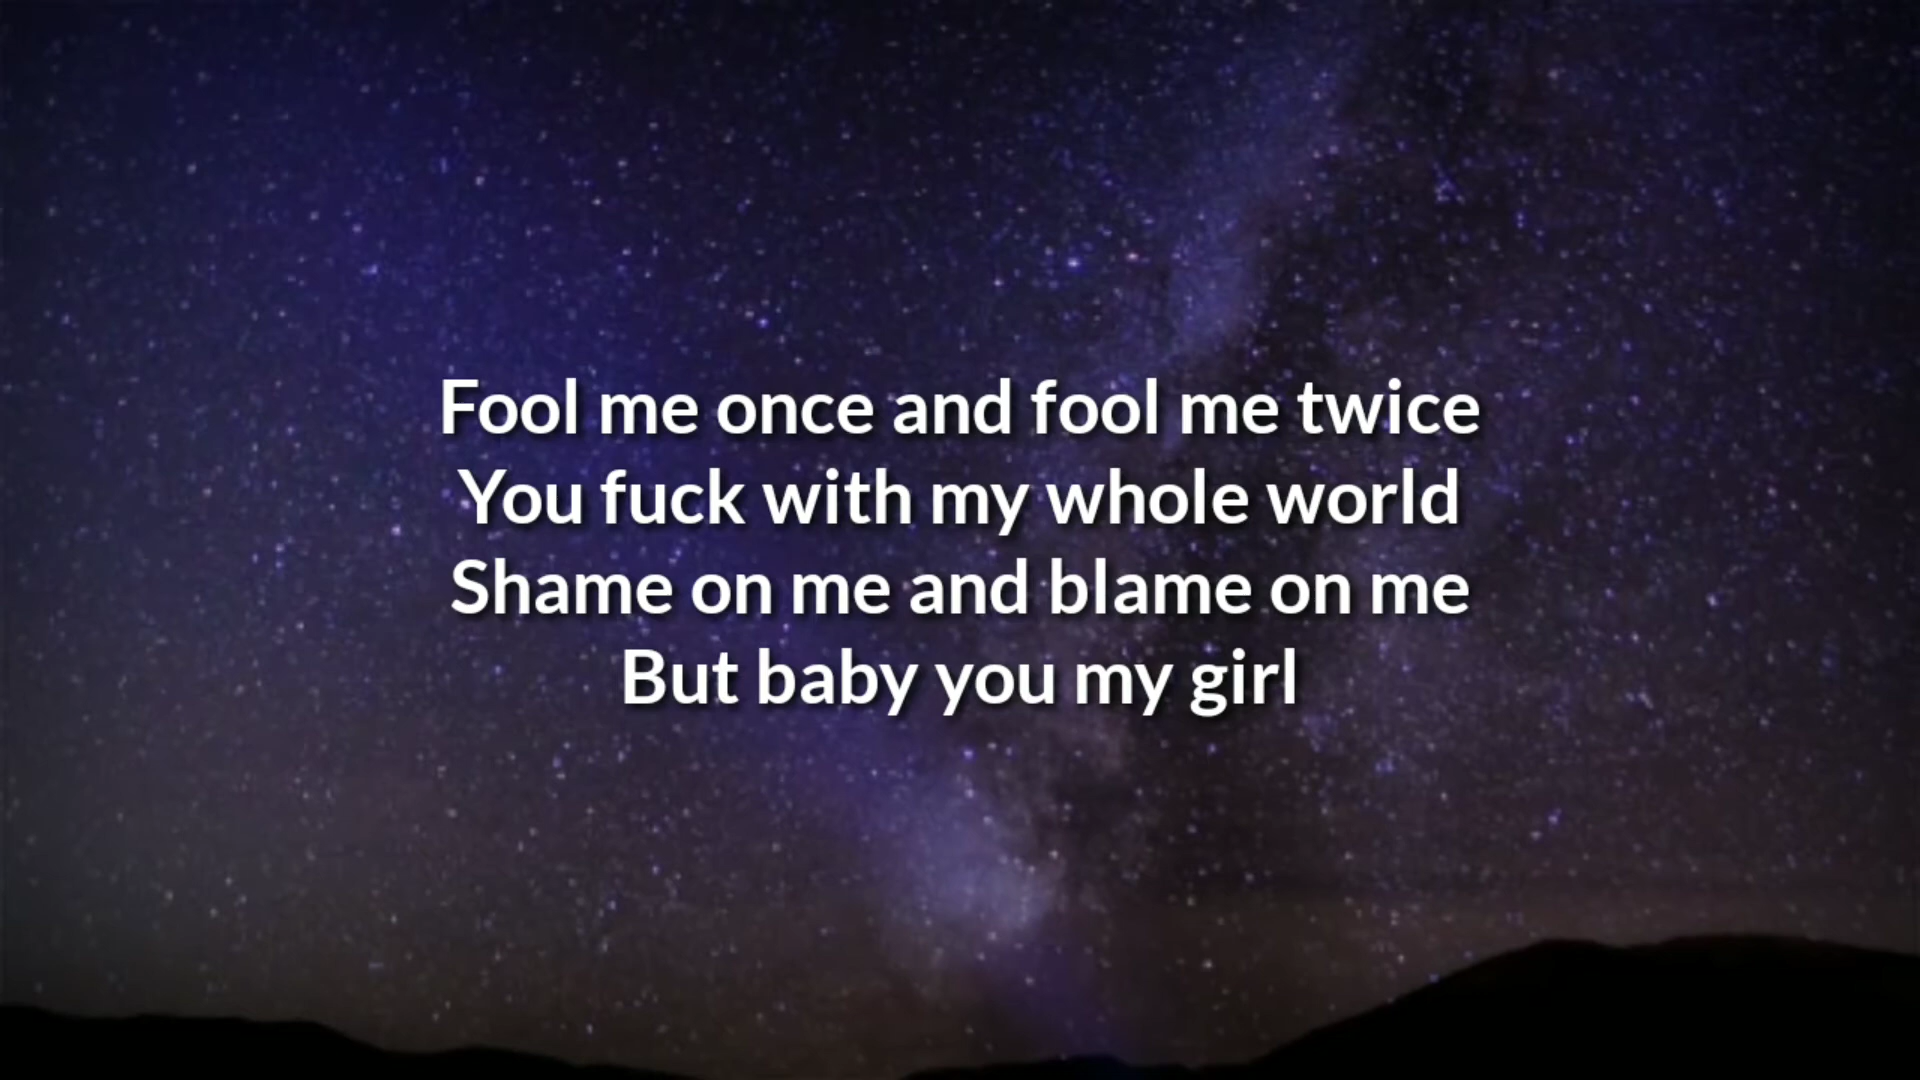 Fool me once and fool me twice
You fuck with my whole world
Shame on me and blame on me
But baby you my girl